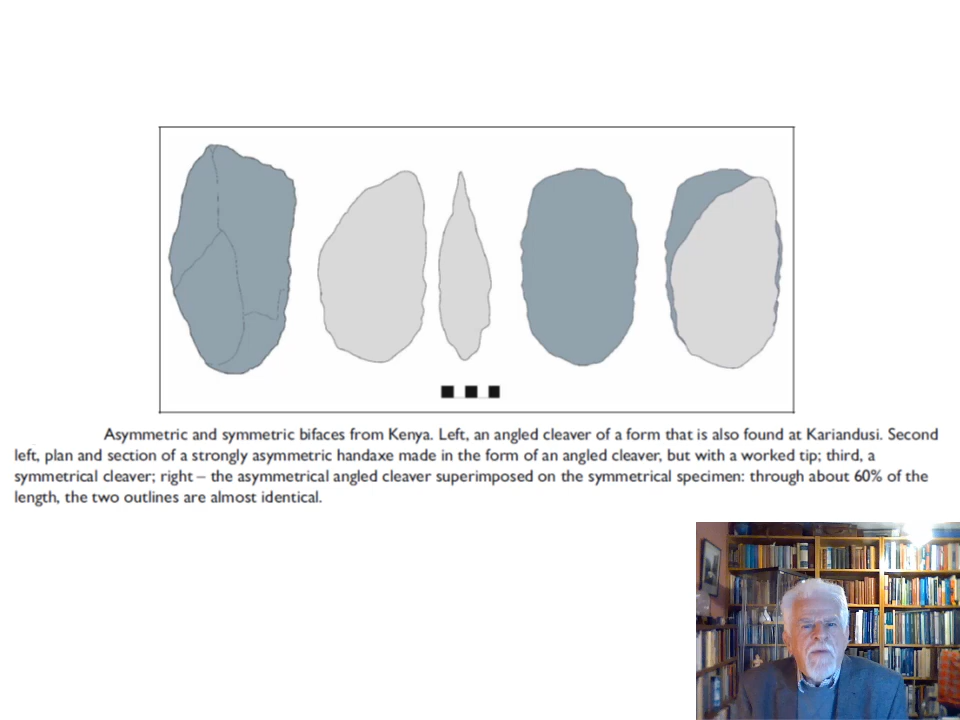 Asymmetric and symmetric bifaces from Kenya. Left, an angled cleaver of a form that is also found at Kariandusi. Second
left, plan and section of a strongly asymmetric handaxe made in the form of an angled cleaver, but with a worked tip; third, a
symmetrical cleaver; right – the asymmetrical angled cleaver superimposed on the symmetrical specimen: through about 60% of the
length, the two outlines are almost identical.